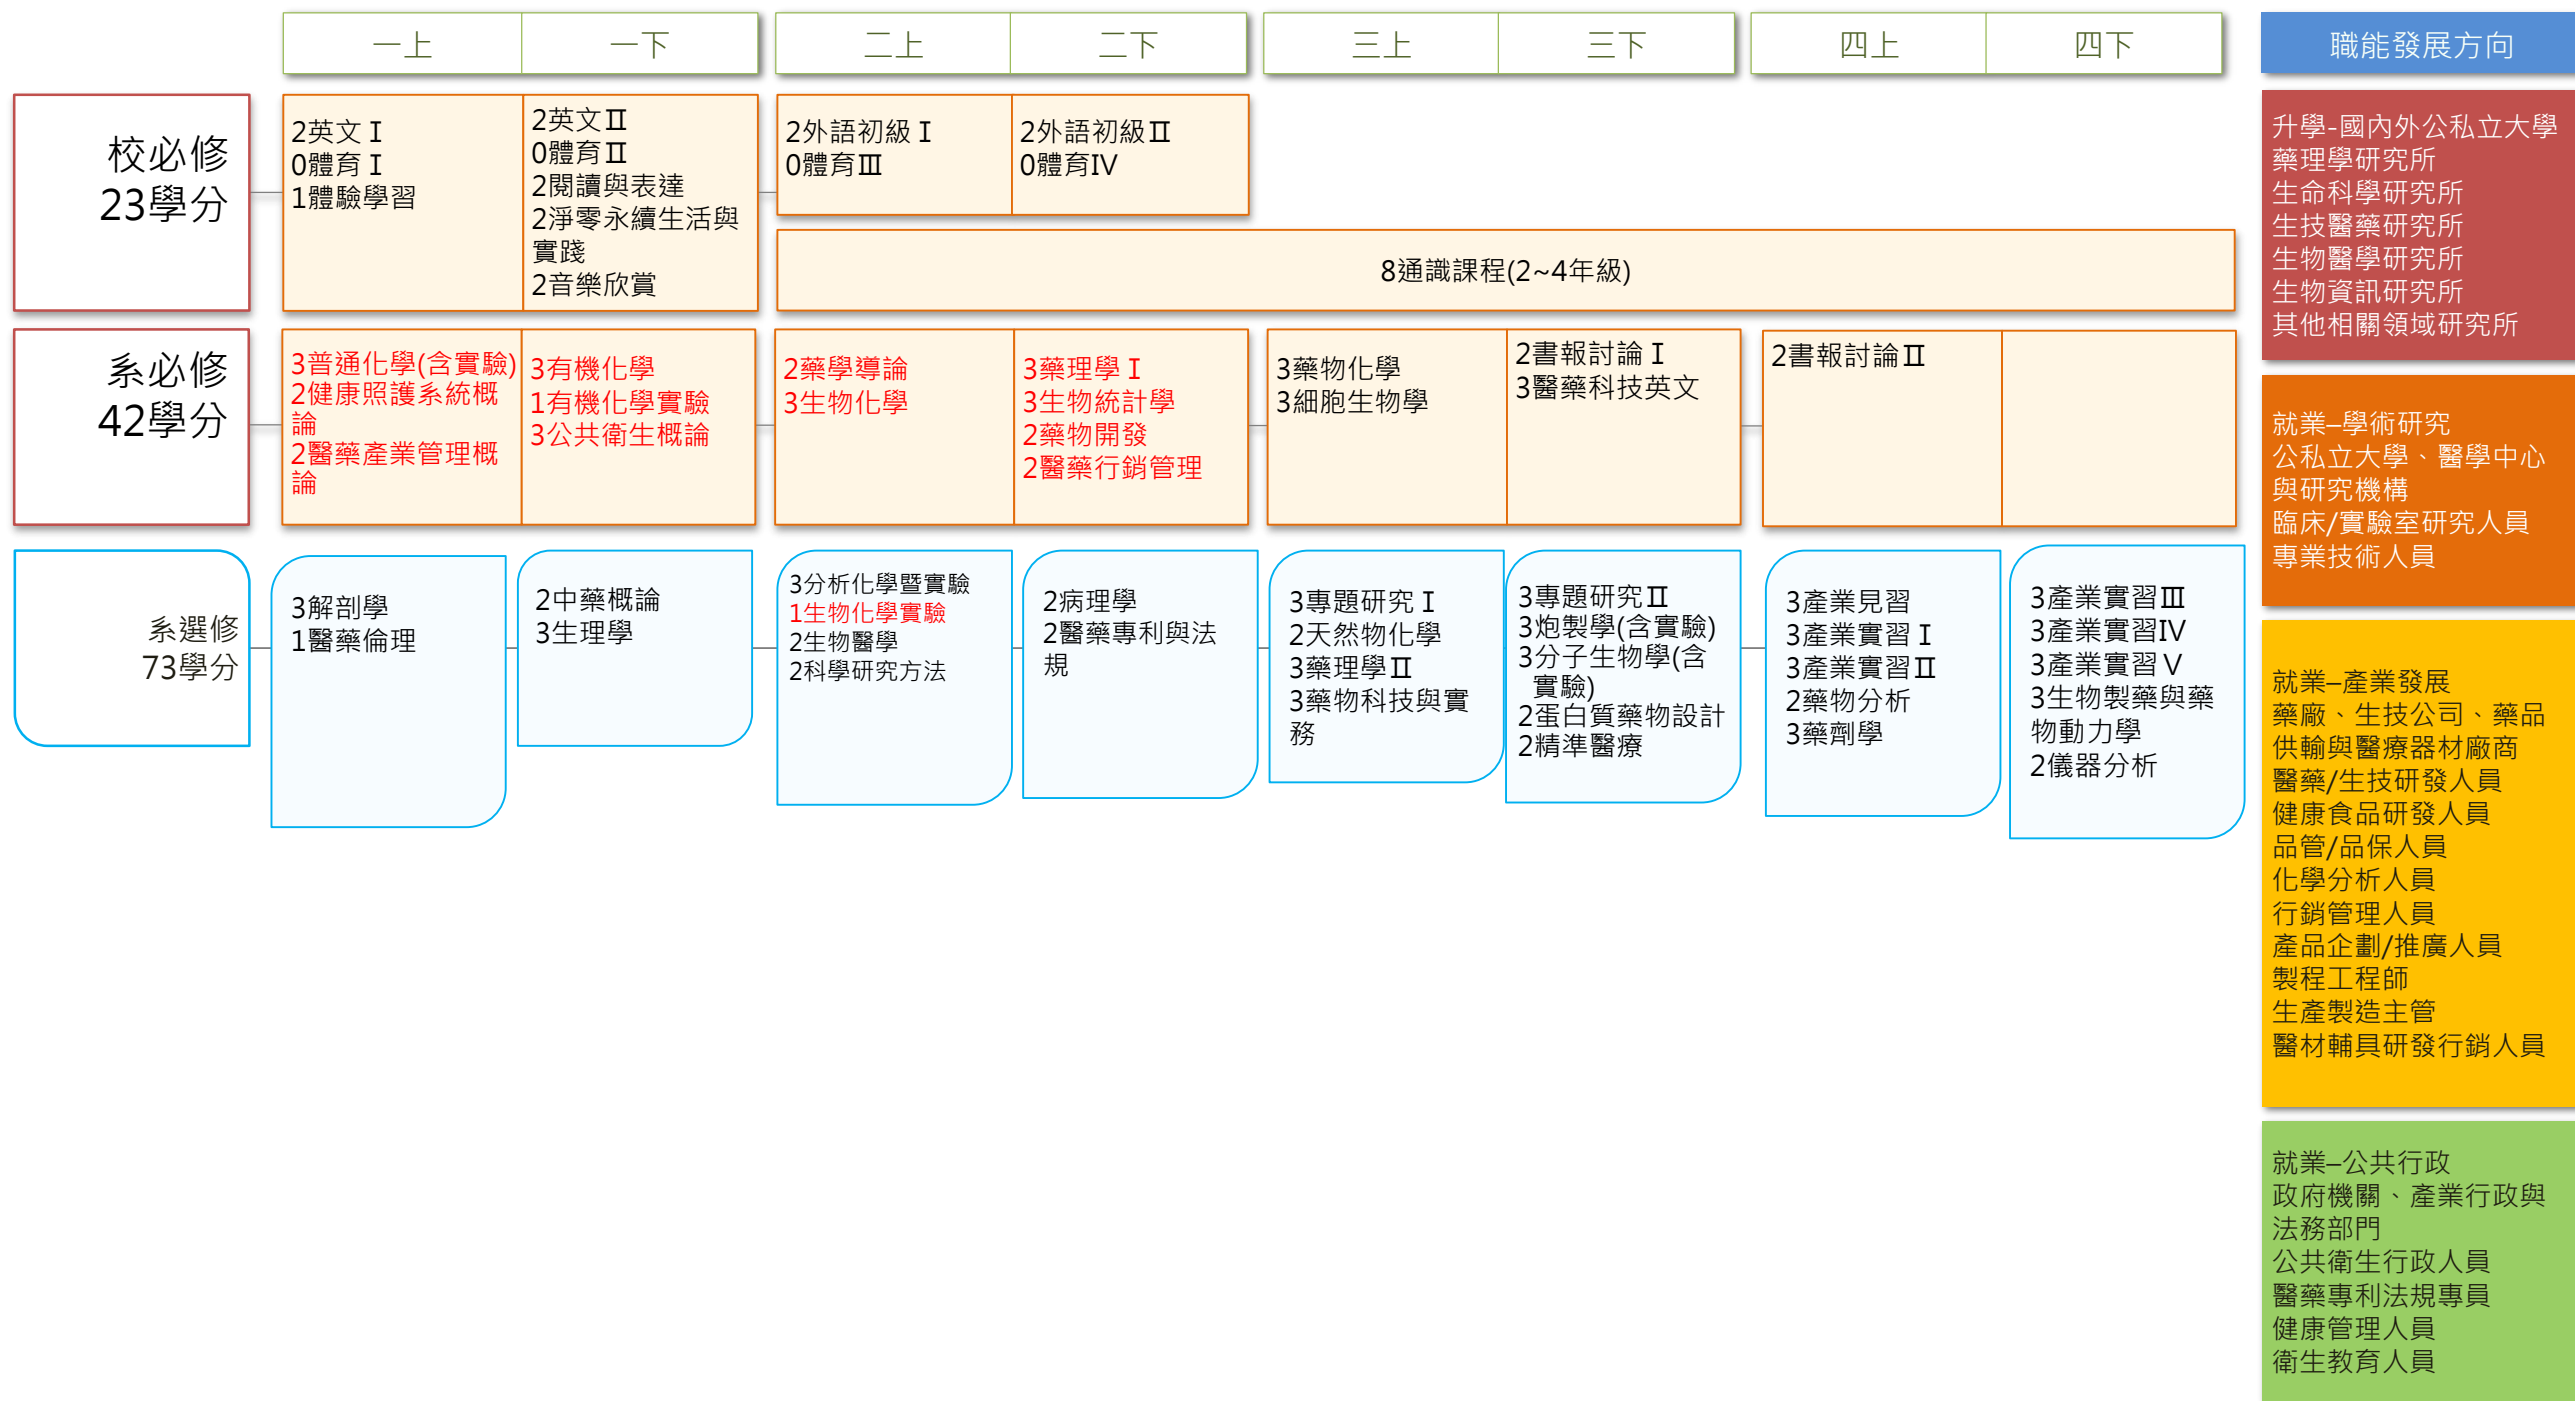 一上
一下
二上
二下
三上
三下
四上
四下
職能發展方向
校必修
23學分
2英文Ⅰ
0體育Ⅰ
1體驗學習
2英文Ⅱ
0體育Ⅱ
2閱讀與表達
2淨零永續生活與
實踐
2音樂欣賞
2外語初級Ⅰ
0體育Ⅲ
2外語初級Ⅱ
0體育Ⅳ
8通識課程(2~4年級)
系必修
42學分
3普通化學(含實驗)
2健康照護系統概
論
2醫藥產業管理概
論
3有機化學
1有機化學實驗
3公共衛生概論
2藥學導論
3生物化學
3藥理學Ⅰ
3生物統計學
2藥物開發
2醫藥行銷管理
3藥物化學
3細胞生物學
2書報討論Ⅰ
3醫藥科技英文
2書報討論Ⅱ
系選修
73學分
3解剖學
1醫藥倫理
2中藥概論
3生理學
3分析化學暨實驗
1生物化學實驗
2生物醫學
2科學研究方法
2病理學
2醫藥專利與法
規
3專題研究Ⅰ
2天然物化學
3藥理學Ⅱ
3藥物科技與實
務
3專題研究Ⅱ
3炮製學(含實驗)
3分子生物學(含
實驗)
2蛋白質藥物設計
2精準醫療
3產業見習
3產業實習Ⅰ
3產業實習Ⅱ
2藥物分析
3藥劑學
3產業實習Ⅲ
3產業實習Ⅳ
3產業實習Ⅴ
3生物製藥與藥
物動力學
2儀器分析
升學-國內外公私立大學
藥理學研究所
生命科學研究所
生技醫藥研究所
生物醫學研究所
生物資訊研究所
其他相關領域研究所
就業–學術研究
公私立大學、醫學中心
與研究機構
臨床/實驗室研究人員
專業技術人員
就業–產業發展
藥廠、生技公司、藥品
供輸與醫療器材廠商
醫藥/生技研發人員
健康食品研發人員
品管/品保人員
化學分析人員
行銷管理人員
產品企劃/推廣人員
製程工程師
生產製造主管
醫材輔具研發行銷人員
就業–公共行政
政府機關、產業行政與
法務部門
公共衛生行政人員
醫藥專利法規專員
健康管理人員
衛生教育人員